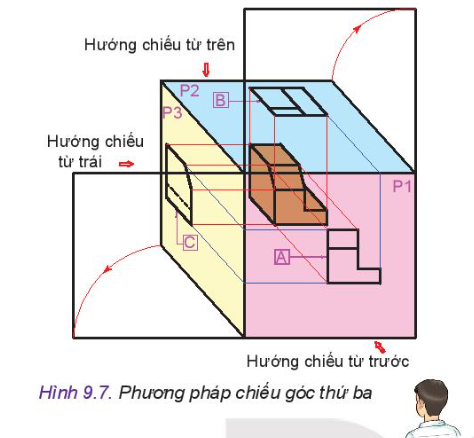 Hướng chiếu từ trên
P2
B
P3
Hướng chiếu
từ trái
P1
C
A
Hướng chiếu từ trước
Hình 9.7. Phương pháp chiếu góc thứ ba